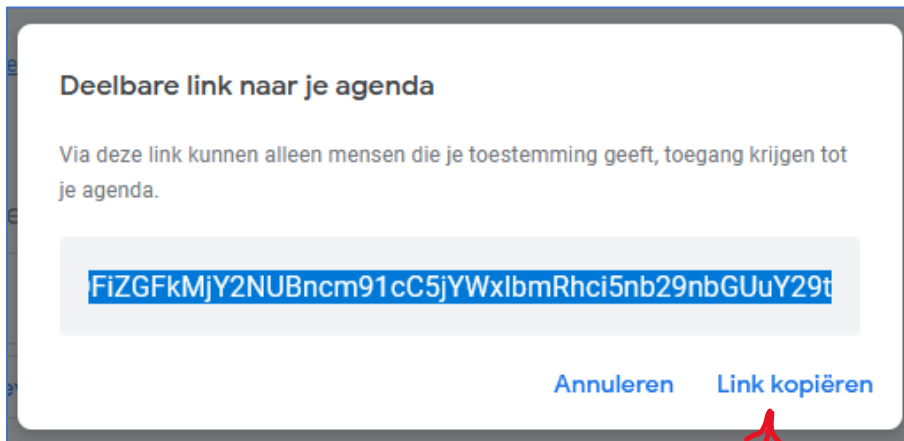 Deelbare link naar je agenda
Via deze link kunnen alleen mensen die je toestemming geeft, toegang krijgen tot
je agenda.
FiZGFkMjY2NUBncm91cC5jYWxlbmRhci5nb29nbGUuY29t
Annuleren Link kopiëren